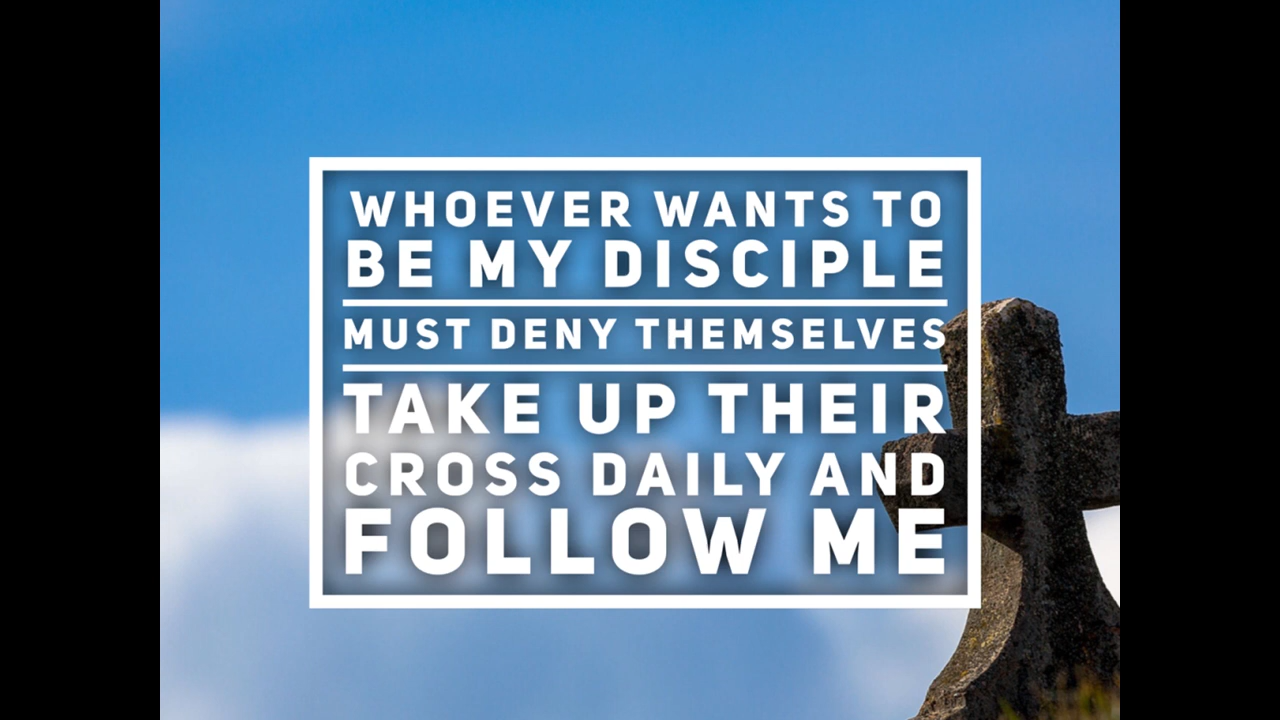 WHOEVER WANTS TO
BE MY DISCIPLE
MUST DENY THEMSELVES
TAKE UP THEIR
CROSS DAILY AND
FOLLOW ME